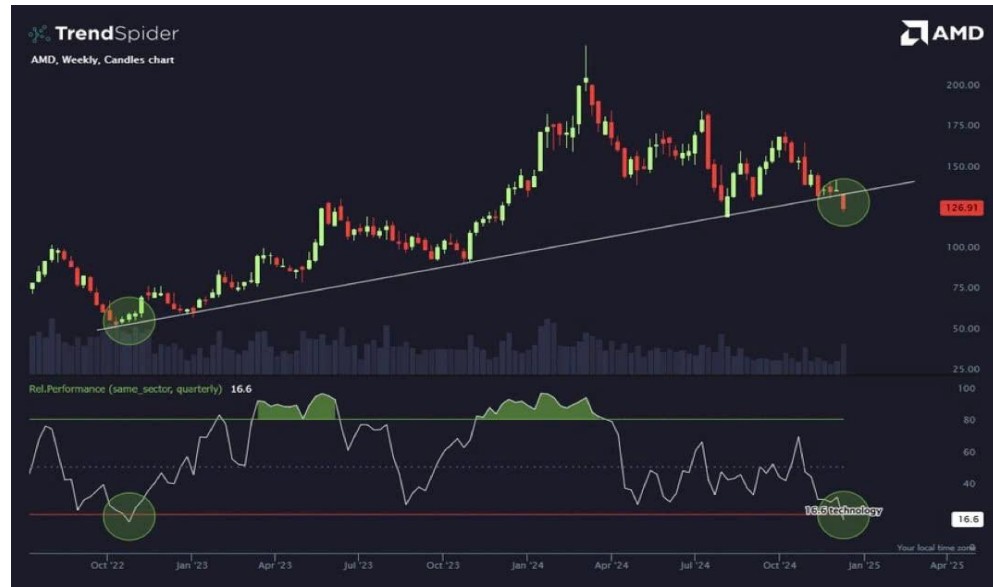 TrendSpider
AMD
AMD, Weekly, Candles chart
200.00
175.00
150.00
126.91
100.00
75.00
50.00
25.00
Rel.Performance (same_sector, quarterly) 16.6
100
80
60
40
16.6 technology
16.6
Your local time zone
Oct '22 Jan '23 Apr '23 Jul '23 Oct '23 Jan '24 Apr '24 Jul '24 Oct '24 Jan '25 Apr '25